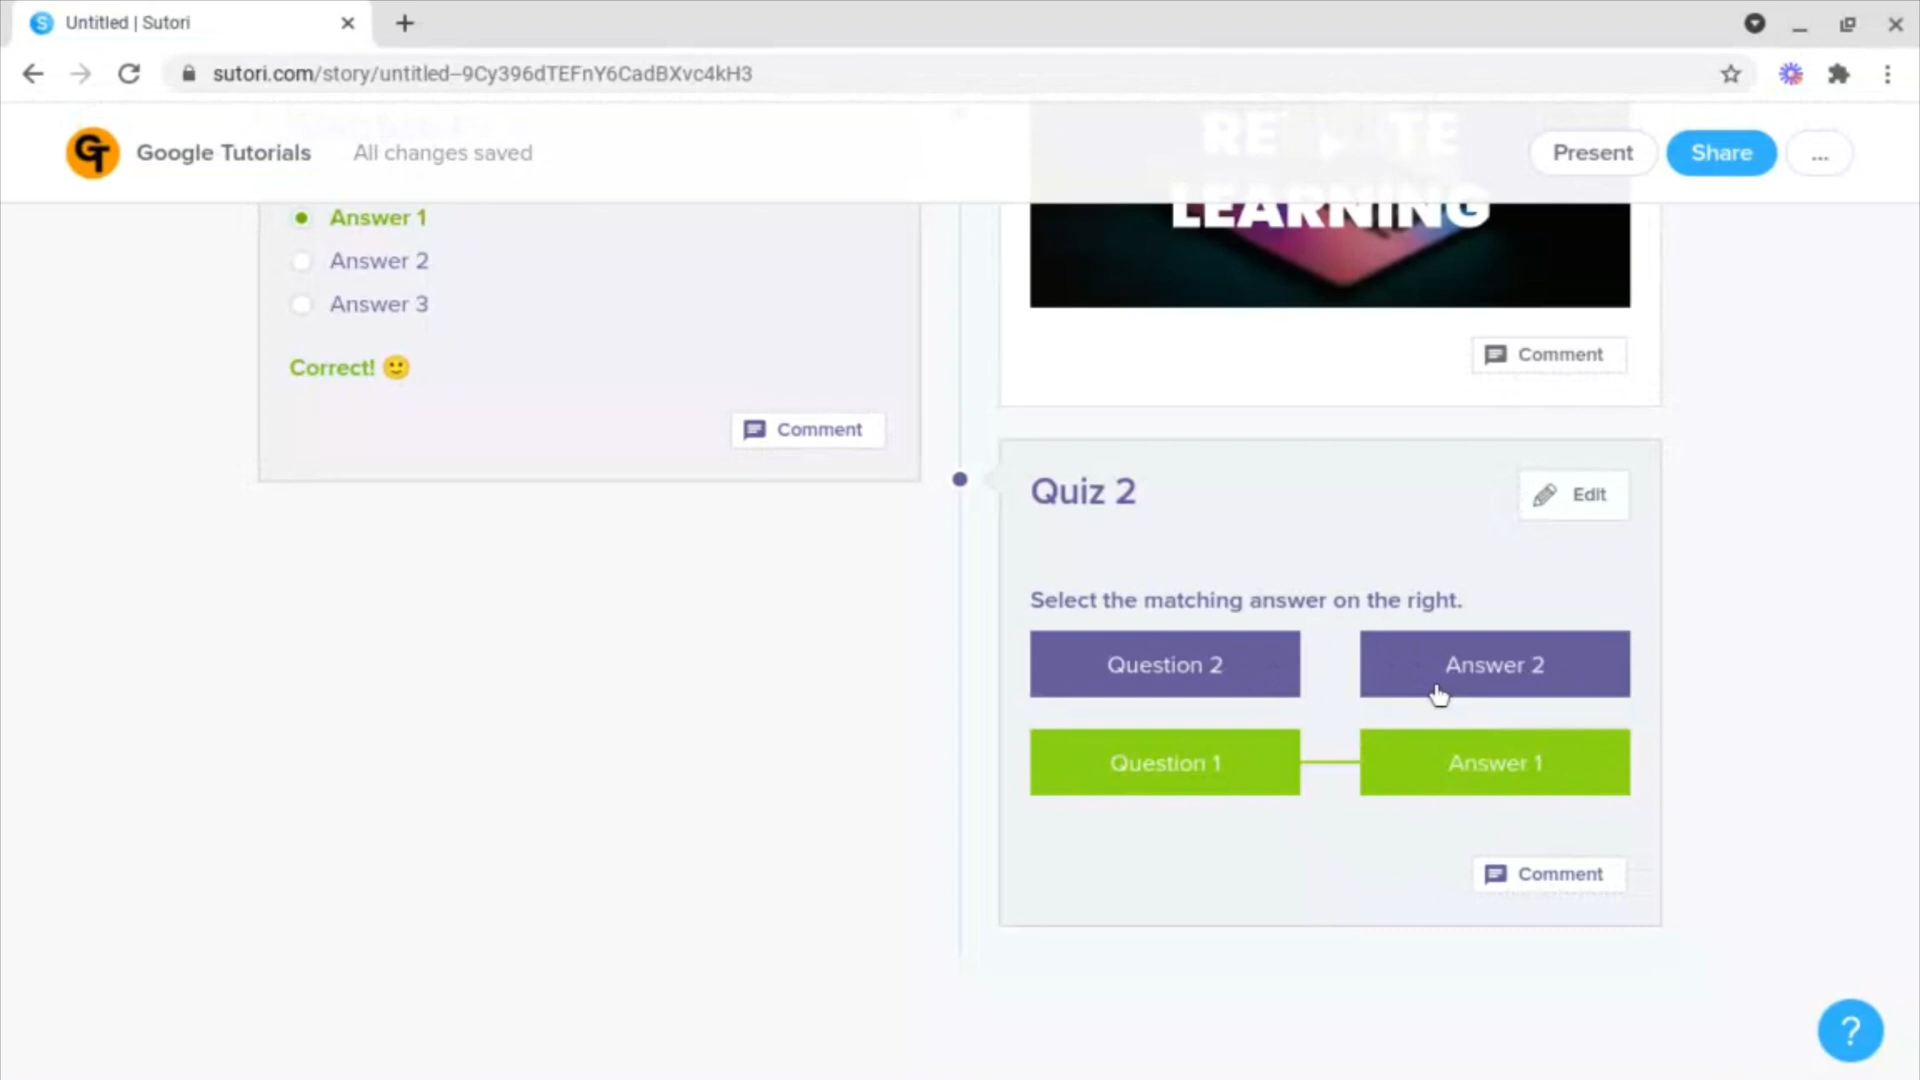 Untitled | Sutori
sutori.com/story/untitled–9Cy396dTEFnY6CadBXvc4kH3
GT
Google Tutorials
All changes saved
Present
Share
...
Answer 1
Answer 2
Answer 3
Correct! 🙂
Comment
LEARNING
Comment
Quiz 2
Edit
Select the matching answer on the right.
Question 2
Answer 2
Question 1
Answer 1
Comment
?